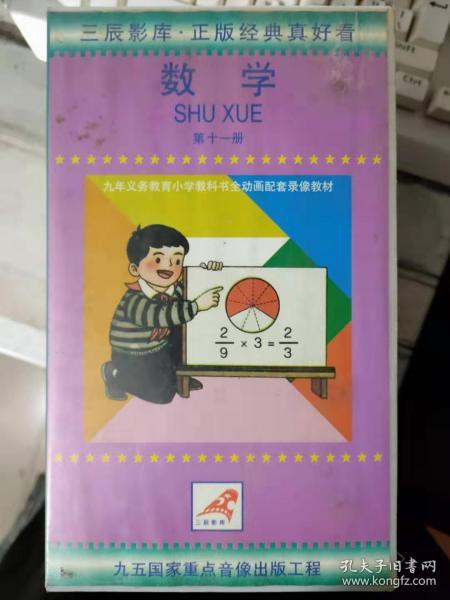 三辰影库·正版经典真好看
数学
SHU XUE
第十一册
九年义务教育小学教科书全动画配套录像教材
2/9 × 3 = 2/3
三辰影库
九五国家重点音像出版工程
孔夫子旧书网
www.kongfz.com